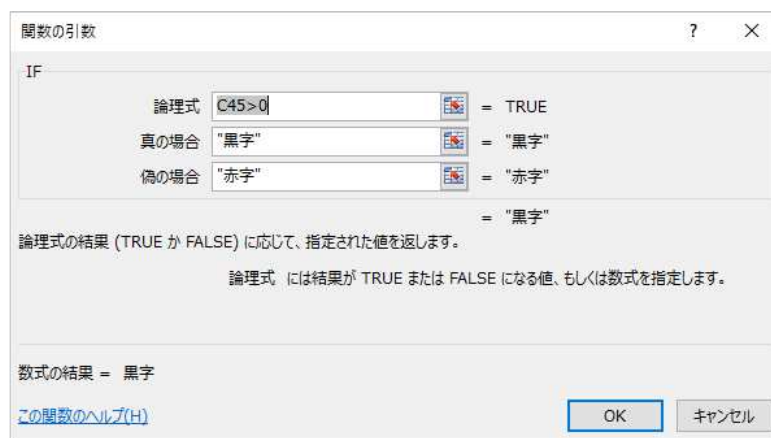 関数の引数 ? ×
IF
論理式 C45>0 = TRUE
真の場合 "黒字" = "黒字"
偽の場合 "赤字" = "赤字"
= "黒字"
論理式の結果 (TRUE か FALSE) に応じて、指定された値を返します。
論理式 には結果が TRUE または FALSE になる値、もしくは数式を指定します。
数式の結果 = 黒字
この関数のヘルプ(H) OK キャンセル